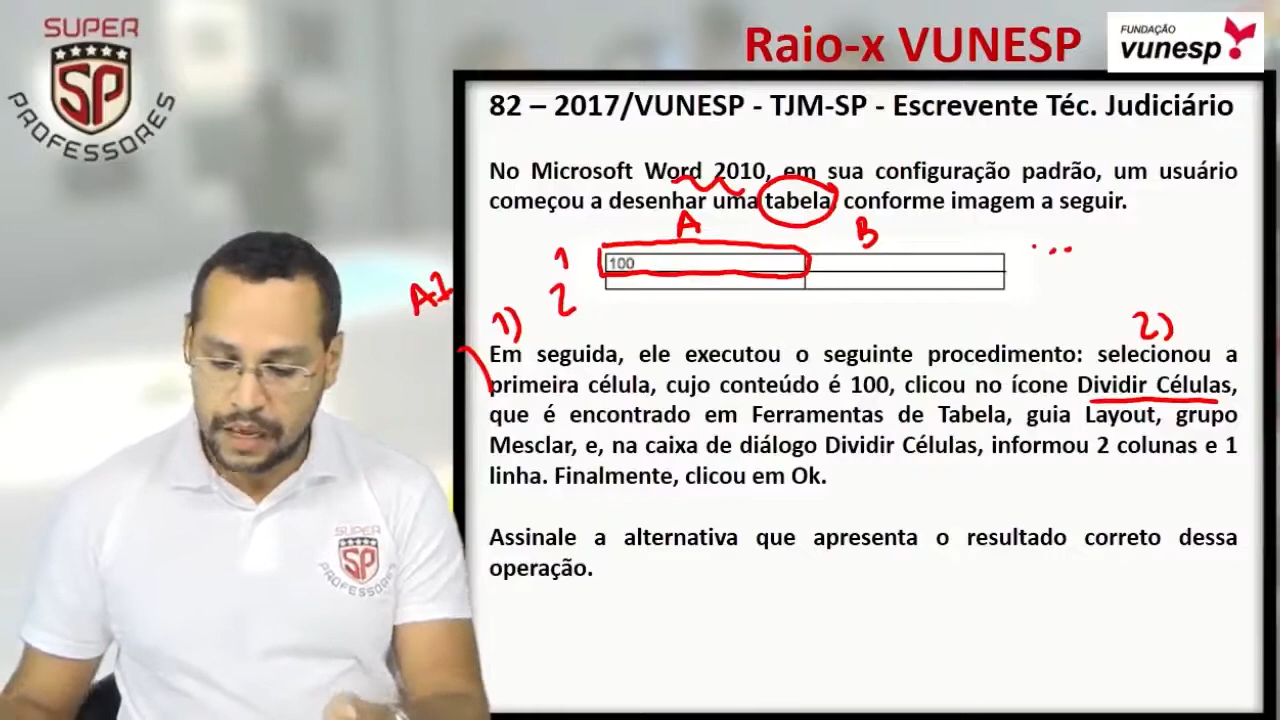 SUPER
SP
PROFESSORES
Raio-x VUNESP
FUNDAÇÃO
vunesp
82 – 2017/VUNESP - TJM-SP - Escrevente Téc. Judiciário
No Microsoft Word 2010, em sua configuração padrão, um usuário
começou a desenhar uma tabela, conforme imagem a seguir.
A
B
1
100
...
2
A1
1)
2)
Em seguida, ele executou o seguinte procedimento: selecionou a
primeira célula, cujo conteúdo é 100, clicou no ícone Dividir Células,
que é encontrado em Ferramentas de Tabela, guia Layout, grupo
Mesclar, e, na caixa de diálogo Dividir Células, informou 2 colunas e 1
linha. Finalmente, clicou em Ok.
Assinale a alternativa que apresenta o resultado correto dessa
operação.
SUPER
SP
PROFESSORES